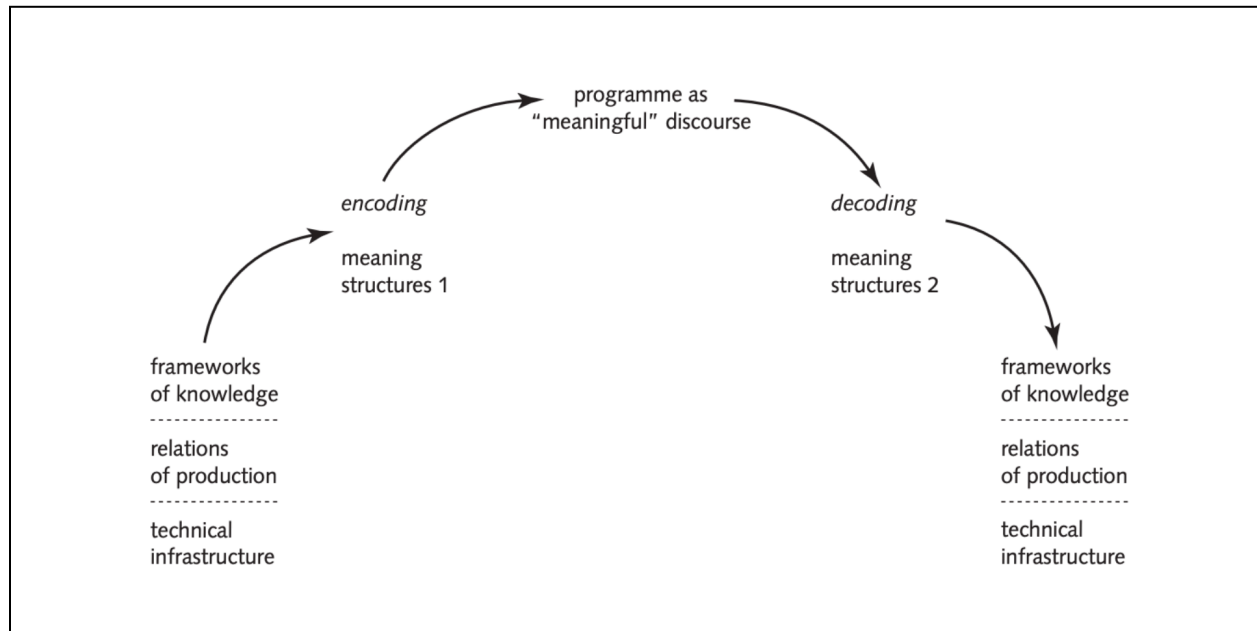 programme as
“meaningful” discourse
encoding
decoding
meaning
structures 1
meaning
structures 2
frameworks
of knowledge
relations
of production
technical
infrastructure
frameworks
of knowledge
relations
of production
technical
infrastructure